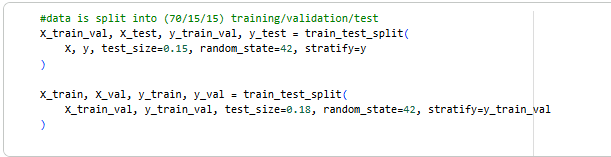 #data is split into (70/15/15) training/validation/test
X_train_val, X_test, y_train_val, y_test = train_test_split(
    X, y, test_size=0.15, random_state=42, stratify=y
)

X_train, X_val, y_train, y_val = train_test_split(
    X_train_val, y_train_val, test_size=0.18, random_state=42, stratify=y_train_val
)